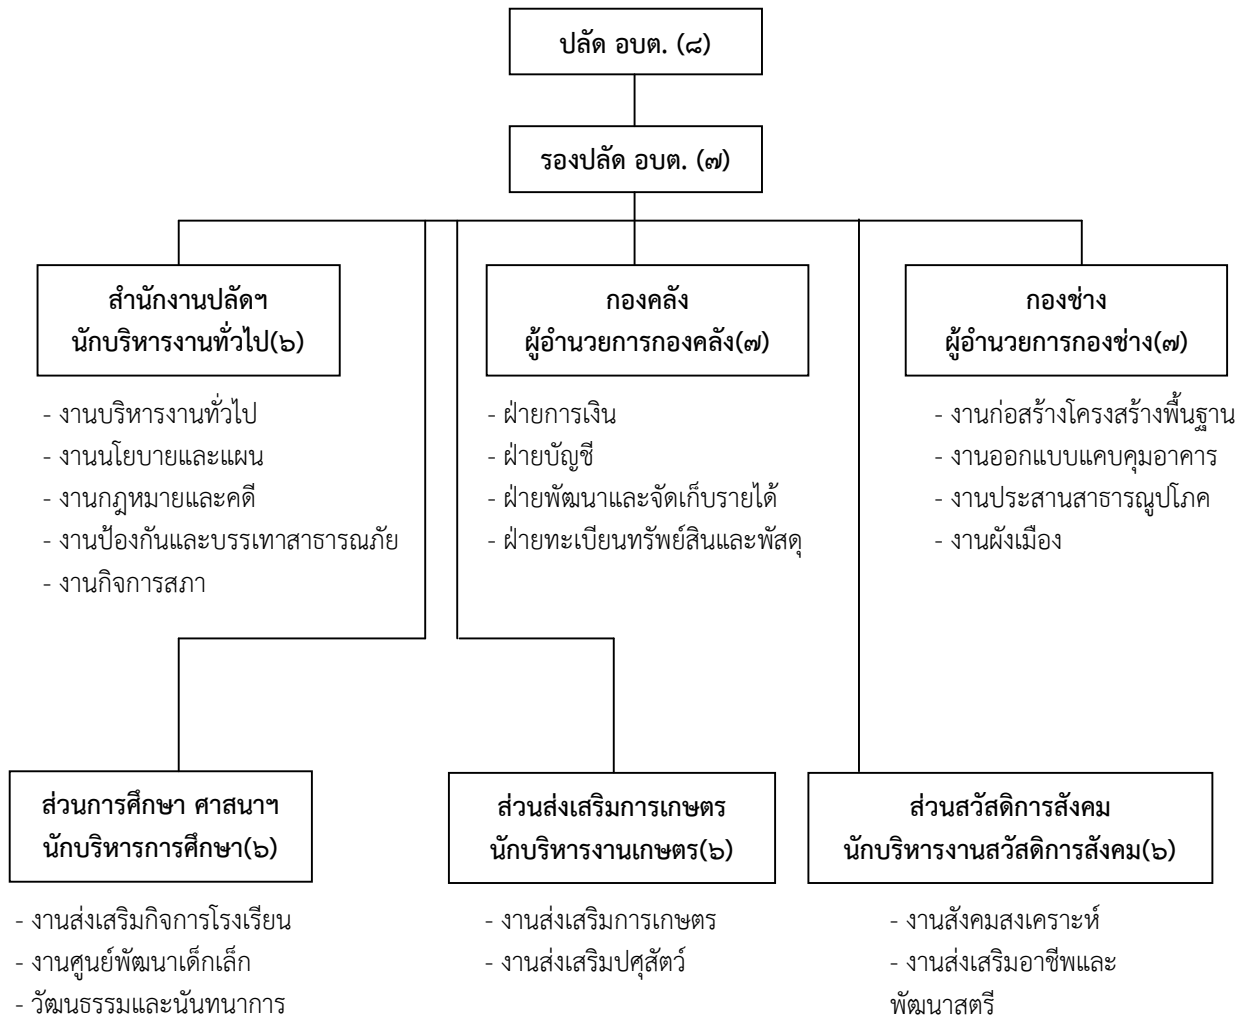 ปลัด อบต. (๘)
รองปลัด อบต. (๗)
สำนักงานปลัดฯ
นักบริหารงานทั่วไป(๖)
- งานบริหารงานทั่วไป
- งานนโยบายและแผน
- งานกฎหมายและคดี
- งานป้องกันและบรรเทาสาธารณภัย
- งานกิจการสภา
กองคลัง
ผู้อำนวยการกองคลัง(๗)
- ฝ่ายการเงิน
- ฝ่ายบัญชี
- ฝ่ายพัฒนาและจัดเก็บรายได้
- ฝ่ายทะเบียนทรัพย์สินและพัสดุ
กองช่าง
ผู้อำนวยการกองช่าง(๗)
- งานก่อสร้างโครงสร้างพื้นฐาน
- งานออกแบบแคบคุมอาคาร
- งานประสานสาธารณูปโภค
- งานผังเมือง
ส่วนการศึกษา ศาสนาฯ
นักบริหารการศึกษา(๖)
- งานส่งเสริมกิจการโรงเรียน
- งานศูนย์พัฒนาเด็กเล็ก
- วัฒนธรรมและนันทนาการ
ส่วนส่งเสริมการเกษตร
นักบริหารงานเกษตร(๖)
- งานส่งเสริมการเกษตร
- งานส่งเสริมปศุสัตว์
ส่วนสวัสดิการสังคม
นักบริหารงานสวัสดิการสังคม(๖)
- งานสังคมสงเคราะห์
- งานส่งเสริมอาชีพและ
พัฒนาสตรี